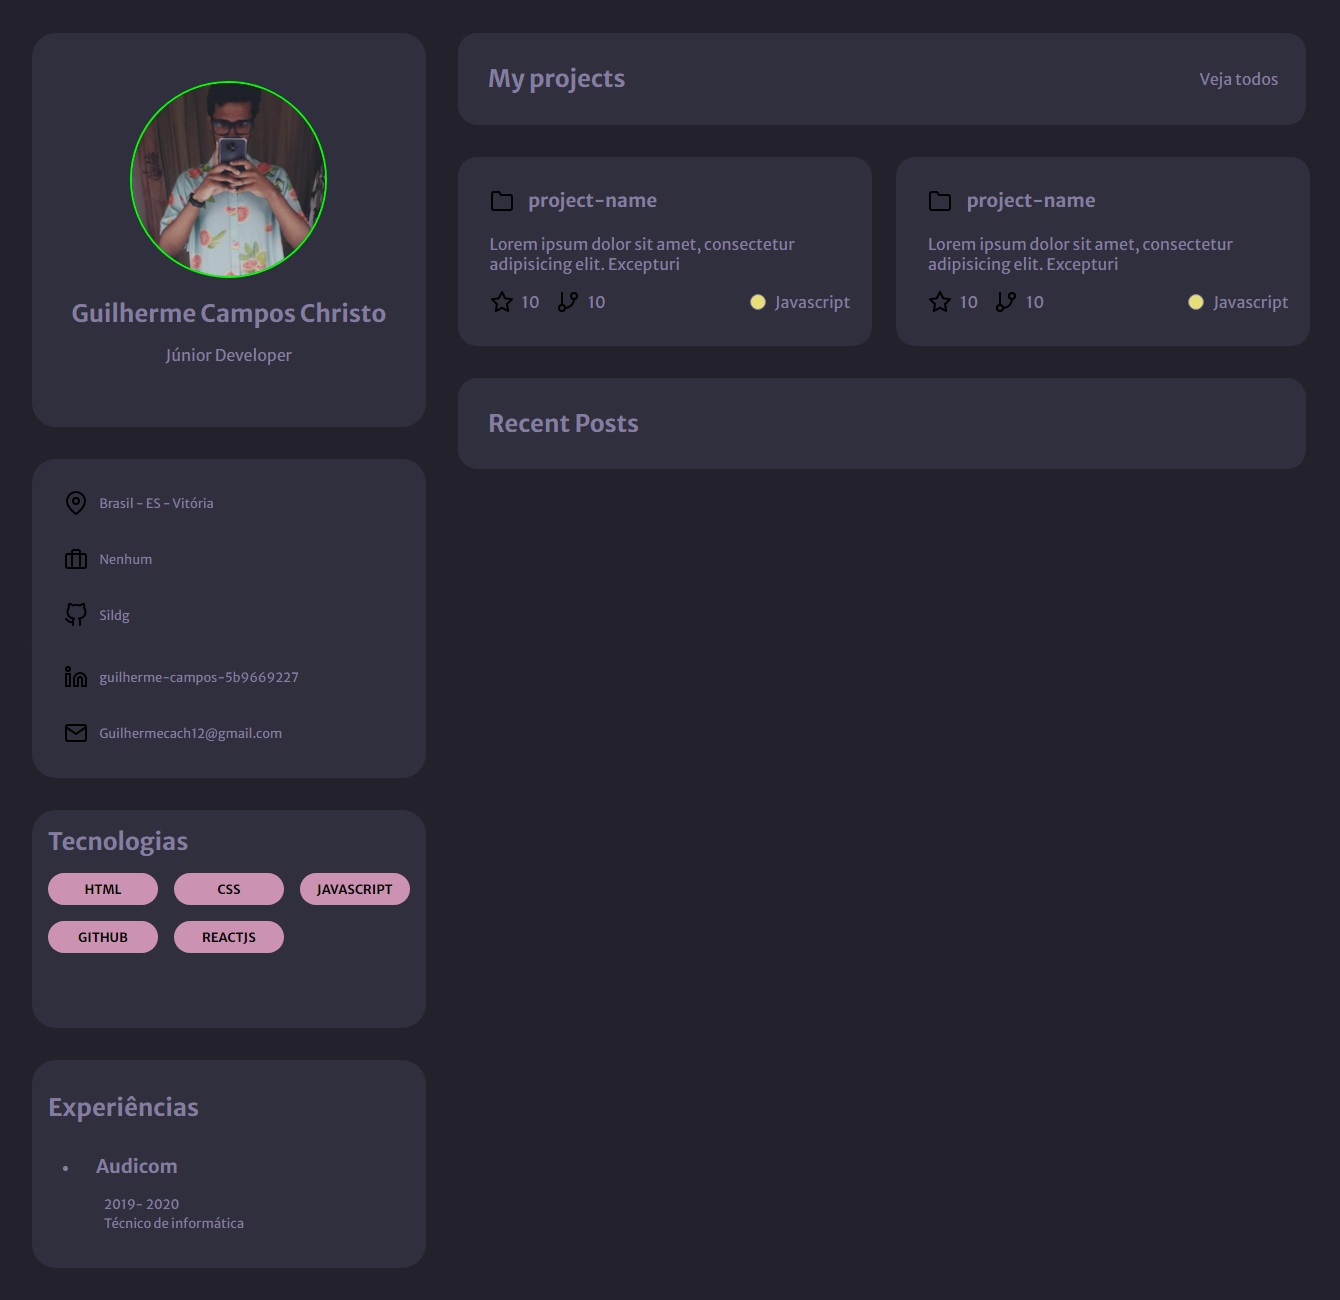 Guilherme Campos Christo
Júnior Developer
Brasil - ES - Vitória
Nenhum
Sildg
guilherme-campos-5b9669227
Guilhermecach12@gmail.com
Tecnologias
HTML
CSS
JAVASCRIPT
GITHUB
REACTJS
Experiências
Audicom
2019- 2020
Técnico de informática
My projects
Veja todos
project-name
Lorem ipsum dolor sit amet, consectetur
adipisicing elit. Excepturi
10
10
Javascript
project-name
Lorem ipsum dolor sit amet, consectetur
adipisicing elit. Excepturi
10
10
Javascript
Recent Posts